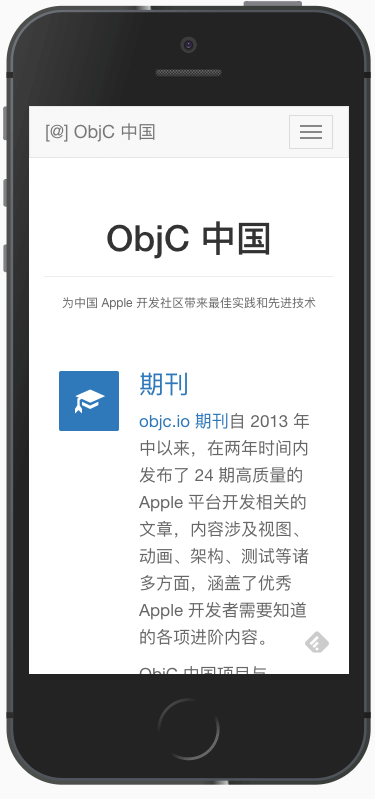 [@] ObjC 中国
ObjC 中国
为中国 Apple 开发社区带来最佳实践和先进技术
期刊
objc.io 期刊自 2013 年
中以来，在两年时间内
发布了 24 期高质量的
Apple 平台开发相关的
文章，内容涉及视图、
动画、架构、测试等诸
多方面，涵盖了优秀
Apple 开发者需要知道
的各项进阶内容。
ObjC 中国项目与